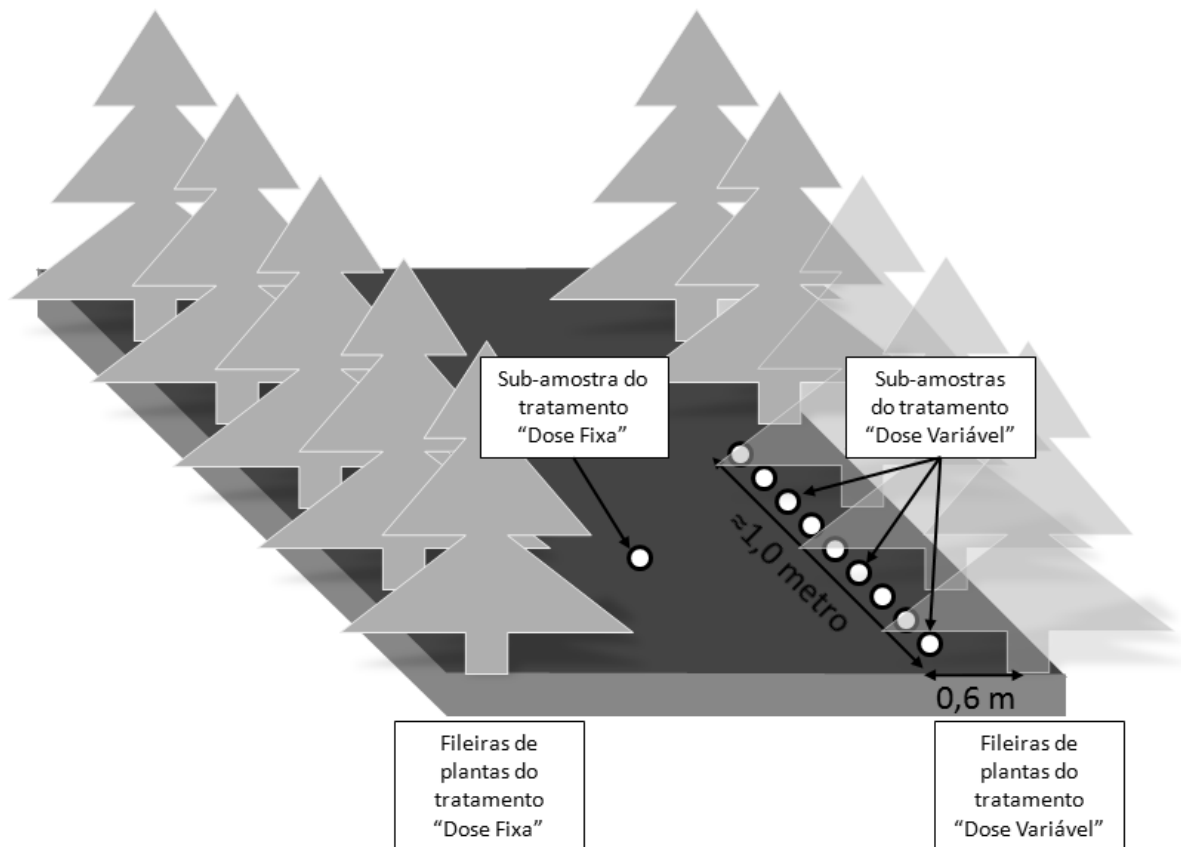 Sub-amostra do
tratamento
“Dose Fixa”
Sub-amostras
do tratamento
“Dose Variável”
≈1,0 metro
0,6 m
Fileiras de
plantas do
tratamento
“Dose Fixa”
Fileiras de
plantas do
tratamento
“Dose Variável”